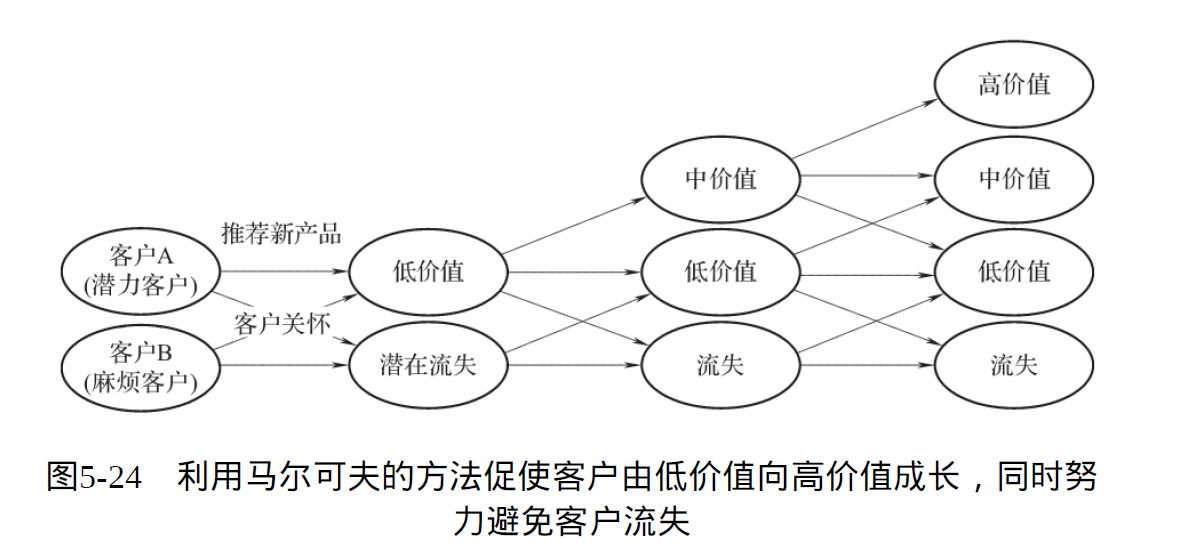 高价值
中价值
中价值
推荐新产品
客户A
(潜力客户)
低价值
低价值
低价值
客户关怀
客户B
(麻烦客户)
潜在流失
流失
流失
图5-24 利用马尔可夫的方法促使客户由低价值向高价值成长，同时努
力避免客户流失